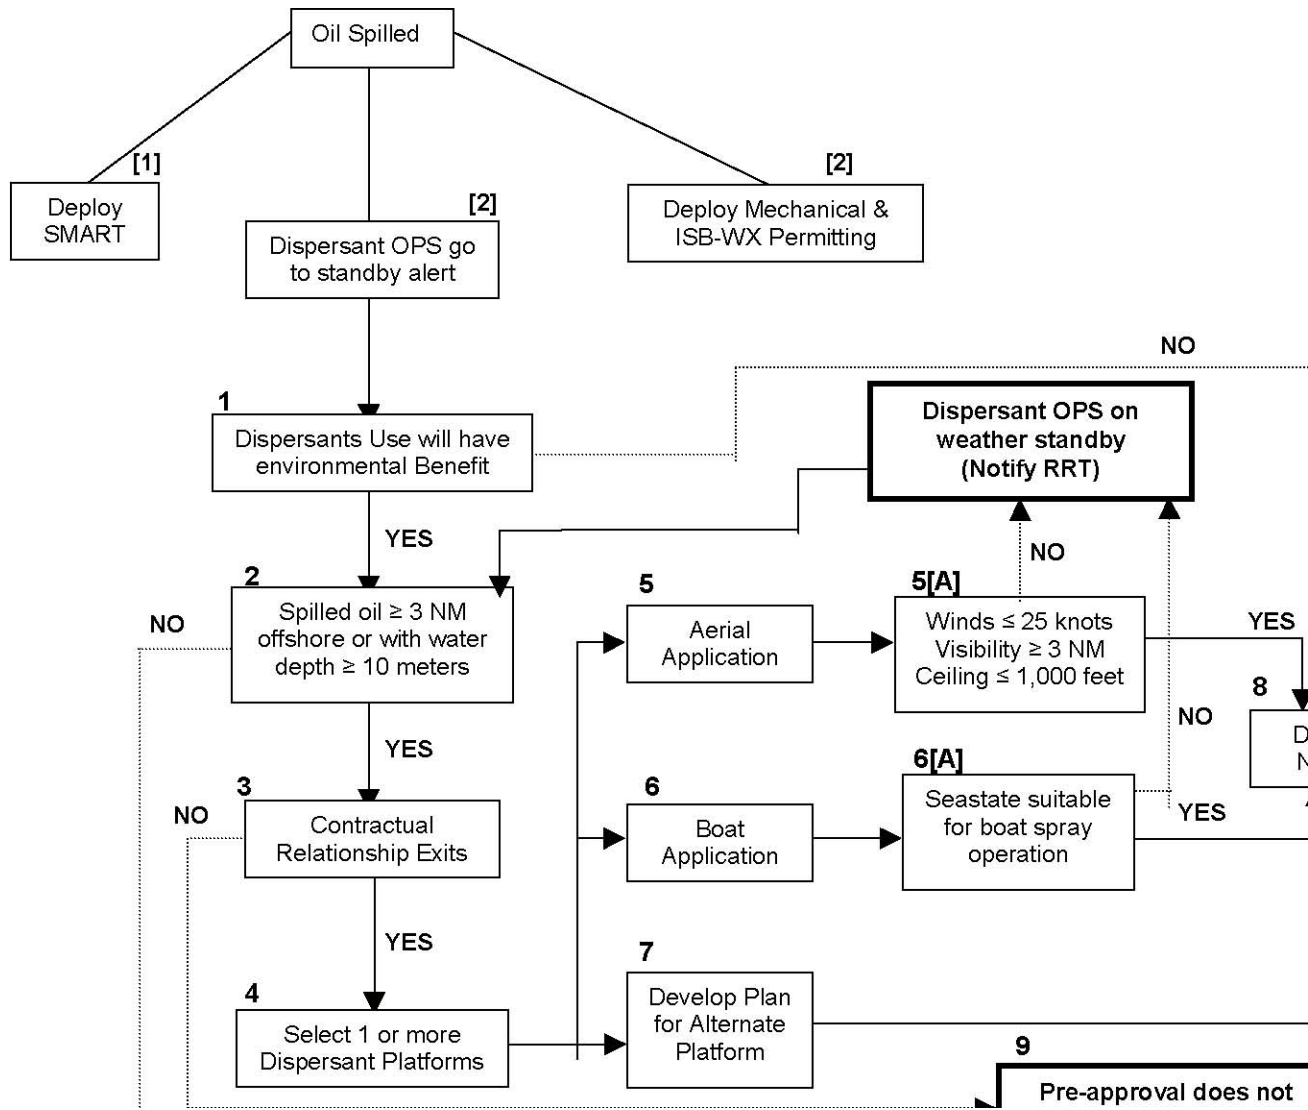 Oil Spilled
[1]
Deploy
SMART
[2]
Dispersant OPS go
to standby alert
[2]
Deploy Mechanical &
ISB-WX Permitting
NO
1
Dispersants Use will have
environmental Benefit
Dispersant OPS on
weather standby
(Notify RRT)
YES
NO
2
Spilled oil ≥ 3 NM
offshore or with water
depth ≥ 10 meters
NO
5
Aerial
Application
5[A]
Winds ≤ 25 knots
Visibility ≥ 3 NM
Ceiling ≤ 1,000 feet
YES
8
D
N
NO
YES
3
Contractual
Relationship Exits
NO
6
Boat
Application
6[A]
Seastate suitable
for boat spray
operation
YES
YES
4
Select 1 or more
Dispersant Platforms
7
Develop Plan
for Alternate
Platform
9
Pre-approval does not